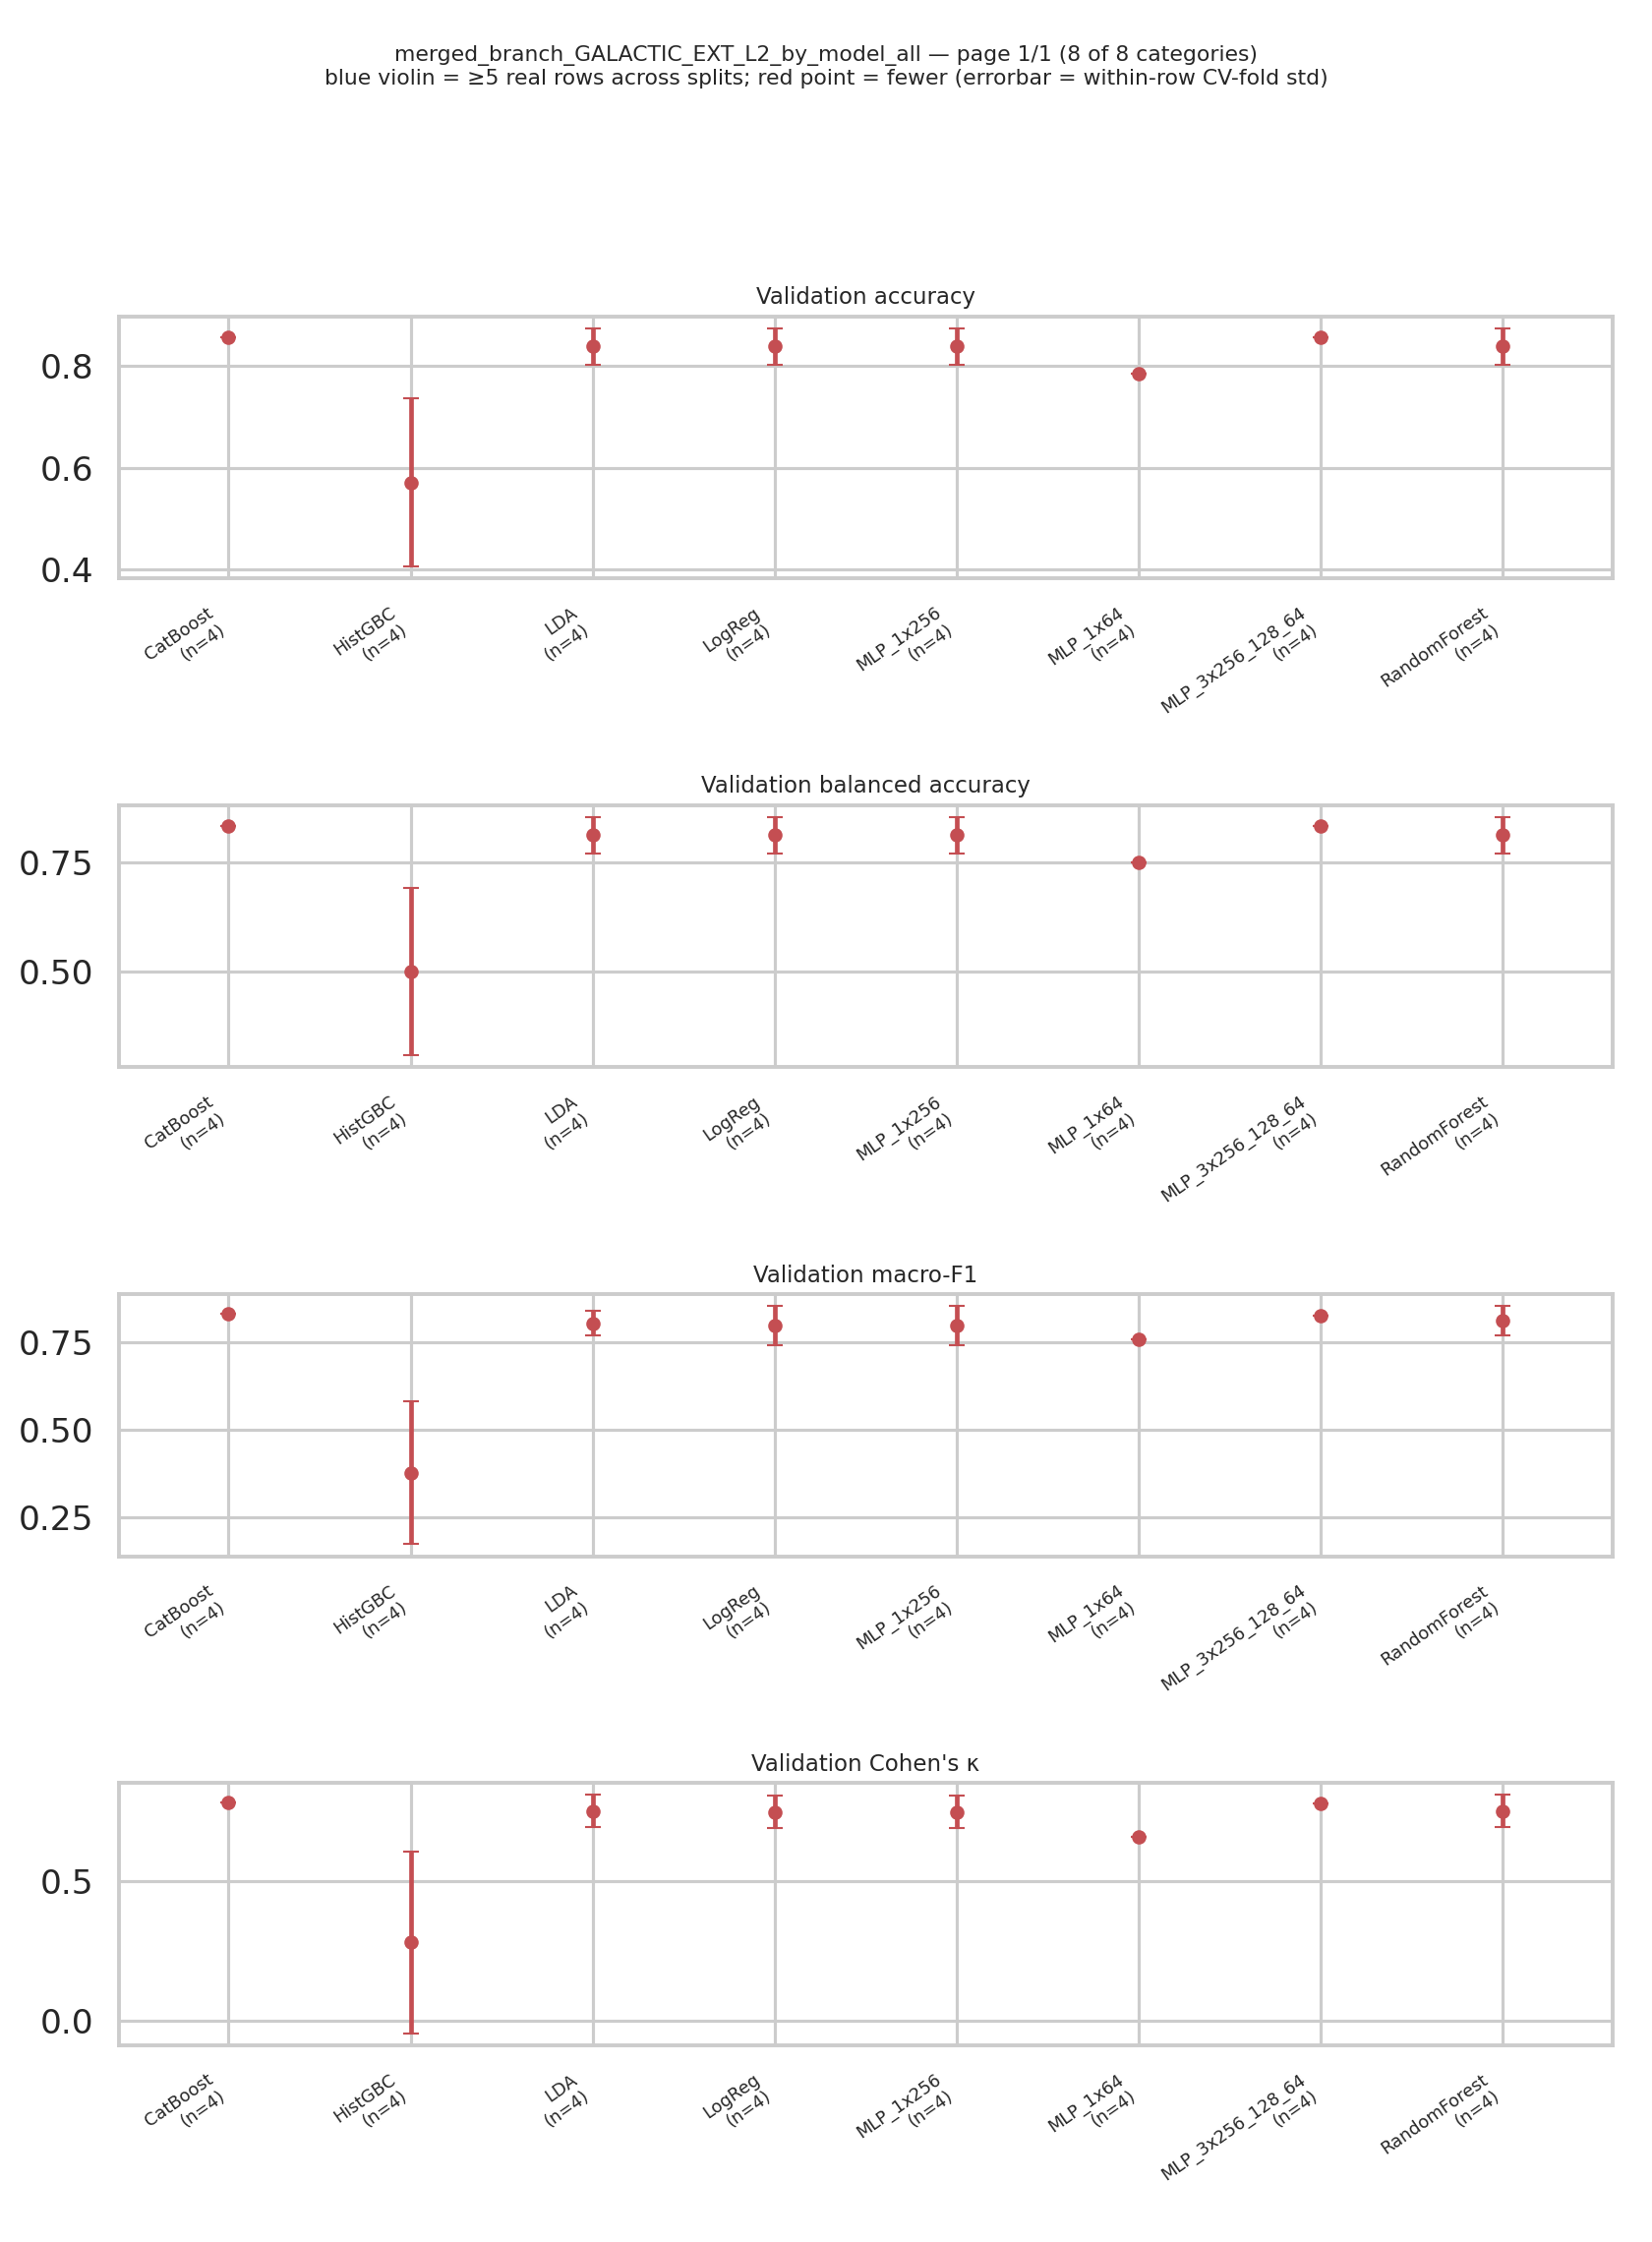 merged_branch_GALACTIC_EXT_L2_by_model_all — page 1/1 (8 of 8 categories)
blue violin = ≥5 real rows across splits; red point = fewer (errorbar = within-row CV-fold std)
Validation accuracy
0.8
0.6
0.4
CatBoost
(n=4)
HistGBC
(n=4)
LDA
(n=4)
LogReg
(n=4)
MLP_1x256
(n=4)
MLP_1x64
(n=4)
MLP_3x256_128_64
(n=4)
RandomForest
(n=4)
Validation balanced accuracy
0.75
0.50
CatBoost
(n=4)
HistGBC
(n=4)
LDA
(n=4)
LogReg
(n=4)
MLP_1x256
(n=4)
MLP_1x64
(n=4)
MLP_3x256_128_64
(n=4)
RandomForest
(n=4)
Validation macro-F1
0.75
0.50
0.25
CatBoost
(n=4)
HistGBC
(n=4)
LDA
(n=4)
LogReg
(n=4)
MLP_1x256
(n=4)
MLP_1x64
(n=4)
MLP_3x256_128_64
(n=4)
RandomForest
(n=4)
Validation Cohen's κ
0.5
0.0
CatBoost
(n=4)
HistGBC
(n=4)
LDA
(n=4)
LogReg
(n=4)
MLP_1x256
(n=4)
MLP_1x64
(n=4)
MLP_3x256_128_64
(n=4)
RandomForest
(n=4)